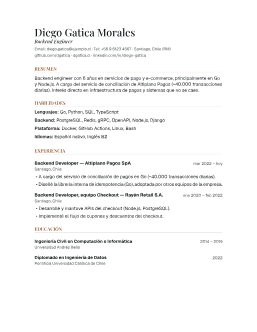 Diego Gatica Morales
Backend Engineer
Email: diego.gatica@ejemplo.cl · Tel: +56 9 6123 4567 · Santiago, Chile (RM)
github.com/dgatica · dgatica.cl · linkedin.com/in/diego-gatica
RESUMEN
Backend engineer con 6 años en servicios de pago y e-commerce, principalmente en Go
y Node.js. A cargo del servicio de conciliación de Altiplano Pagos (~40.000 transacciones
diarias). Interés directo en infraestructura de pagos y sistemas que no se caen.
HABILIDADES
Lenguajes: Go, Python, SQL, TypeScript
Backend: PostgreSQL, Redis, gRPC, OpenAPI, Node.js, Django
Plataforma: Docker, GitHub Actions, Linux, Bash
Idiomas: Español nativo, Inglés B2
EXPERIENCIA
Backend Developer — Altiplano Pagos SpA mar 2022 – hoy
Santiago, Chile
• A cargo del servicio de conciliación de pagos en Go (~40.000 transacciones diarias).
• Diseñé la librería interna de idempotencia (Go), adoptada por otros equipos de la empresa.
Backend Developer, equipo Checkout — Rayén Retail S.A. ene 2020 – feb 2022
Santiago, Chile
• Desarrollé y mantuve APIs del checkout (Node.js, PostgreSQL).
• Implementé el flujo de cupones y descuentos del checkout.
EDUCACIÓN
Ingeniería Civil en Computación e Informática 2014 – 2019
Universidad Andrés Bello
Diplomado en Ingeniería de Datos 2022
Pontificia Universidad Católica de Chile